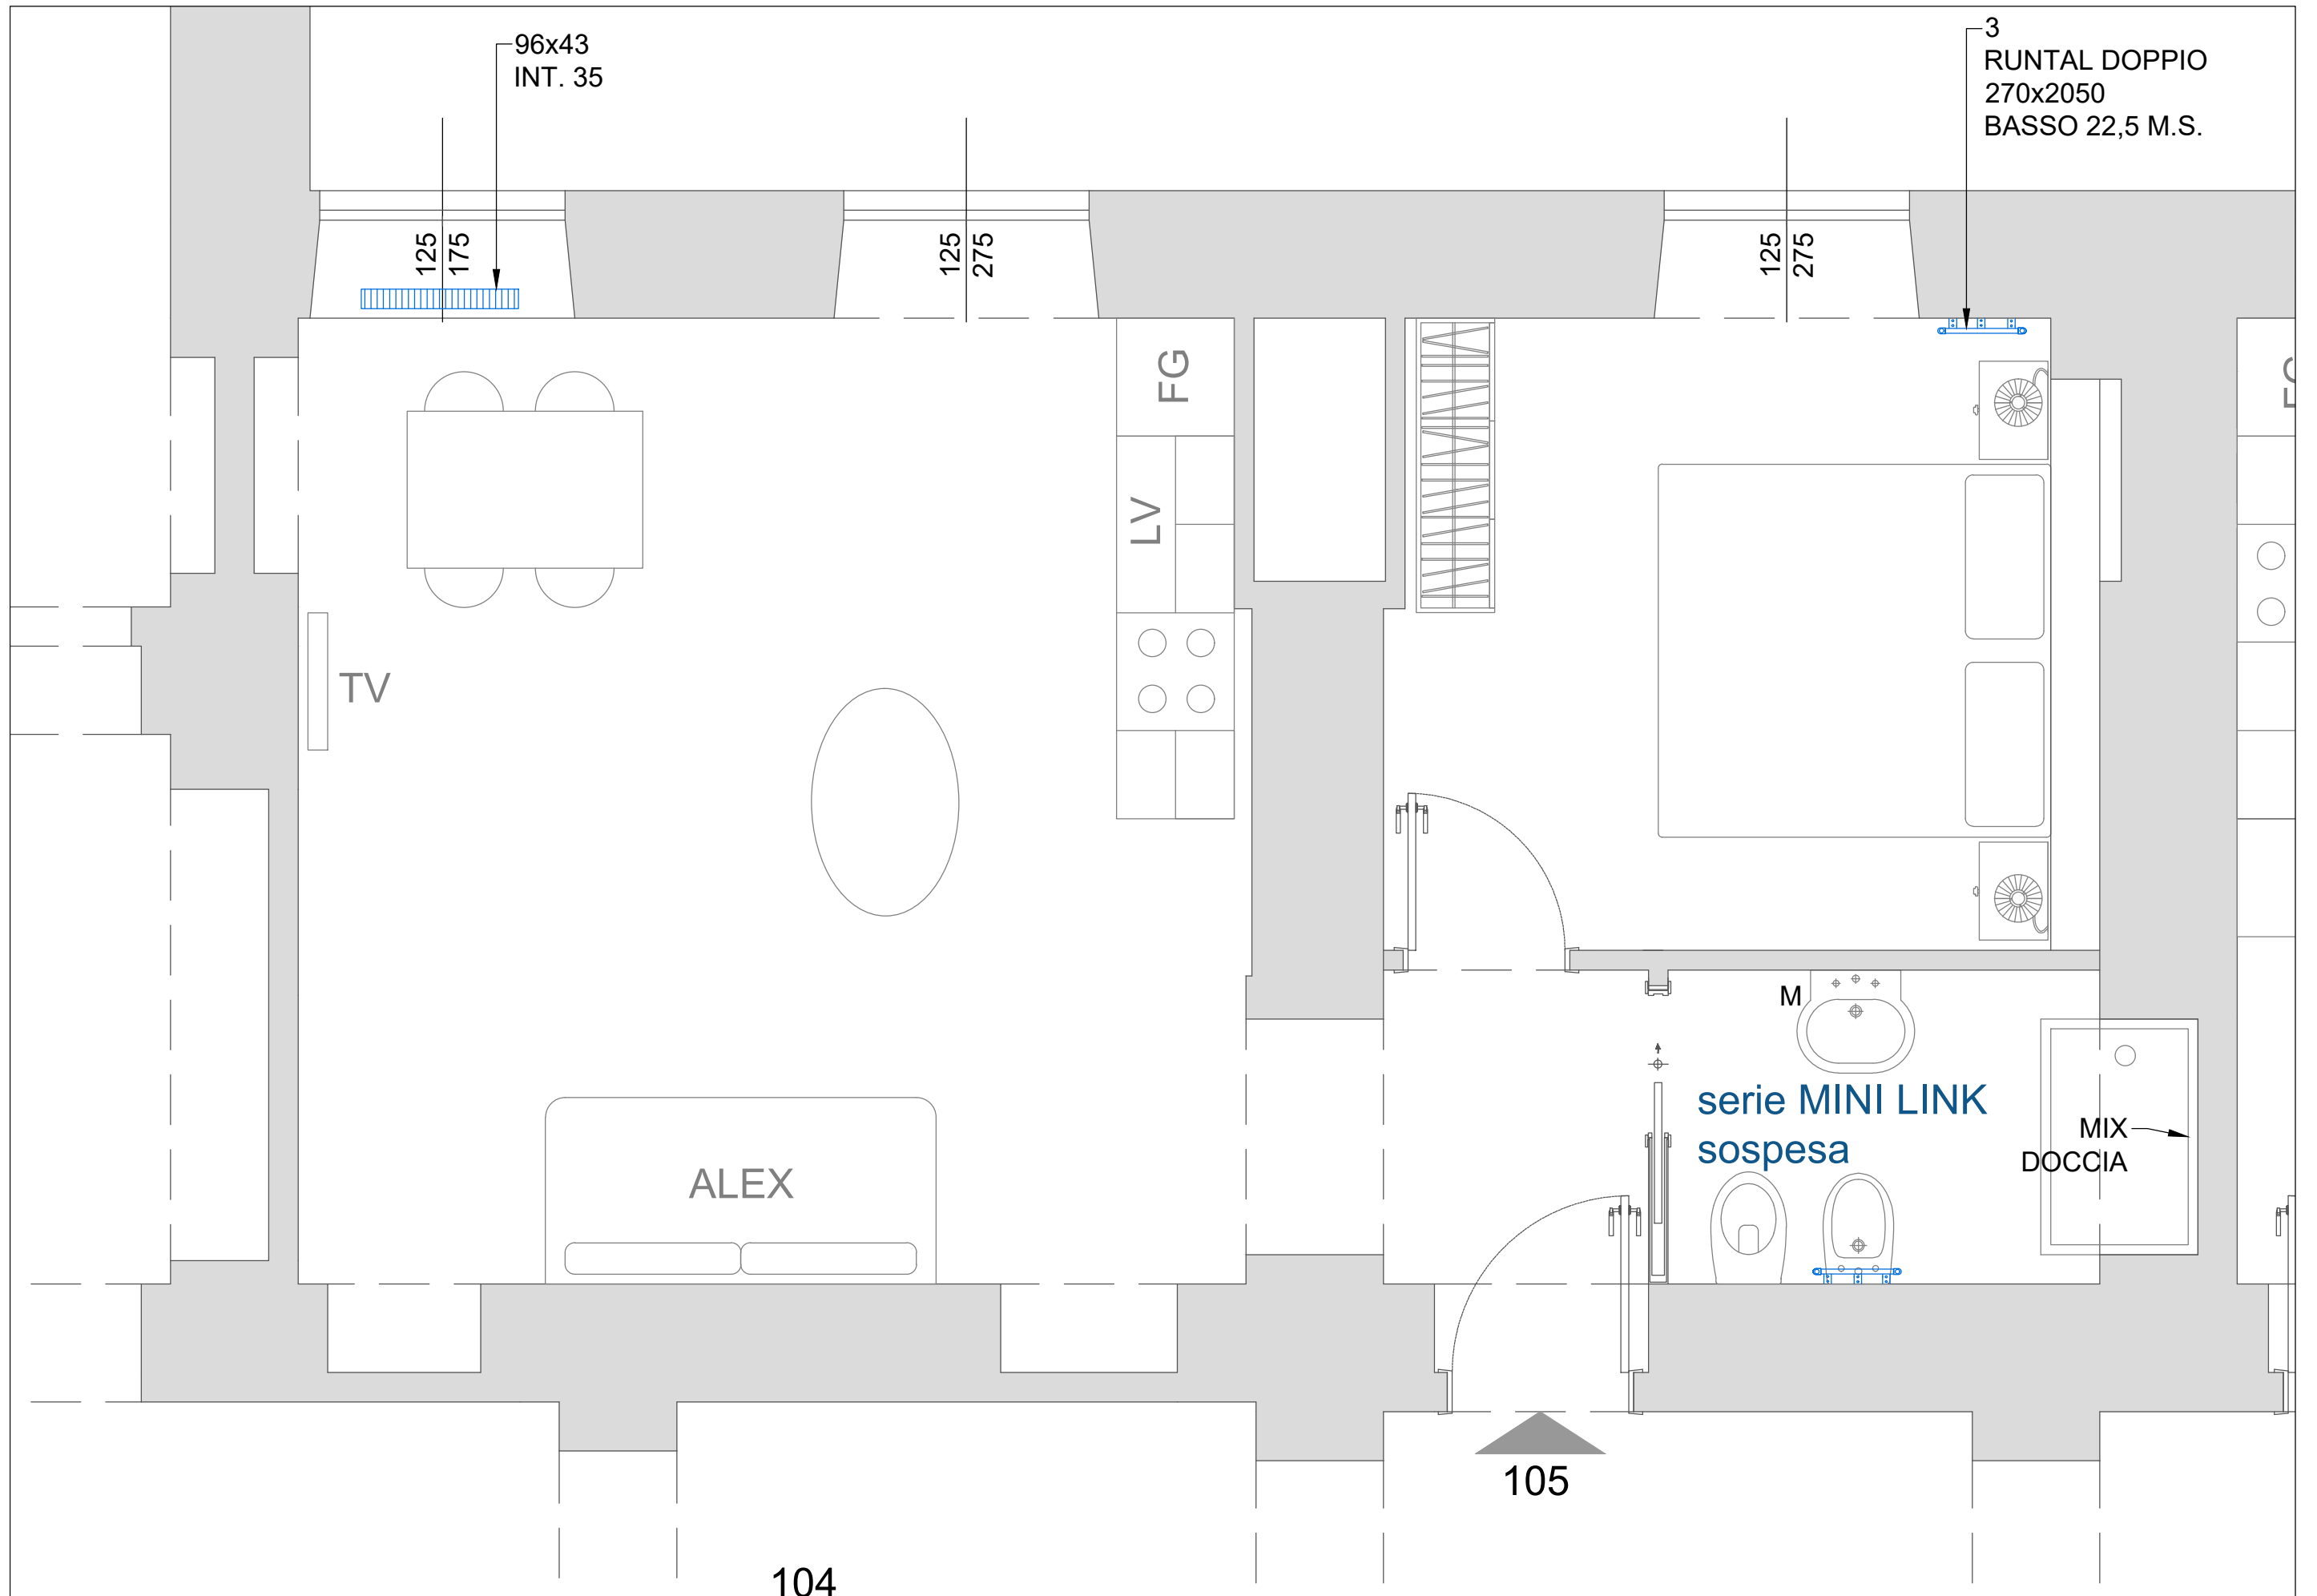 96x43
INT. 35
3
RUNTAL DOPPIO
270x2050
BASSO 22,5 M.S.
125
175
125
275
125
275
FG
FG
LV
TV
M
serie MINI LINK
sospesa
MIX
DOCCIA
ALEX
105
104